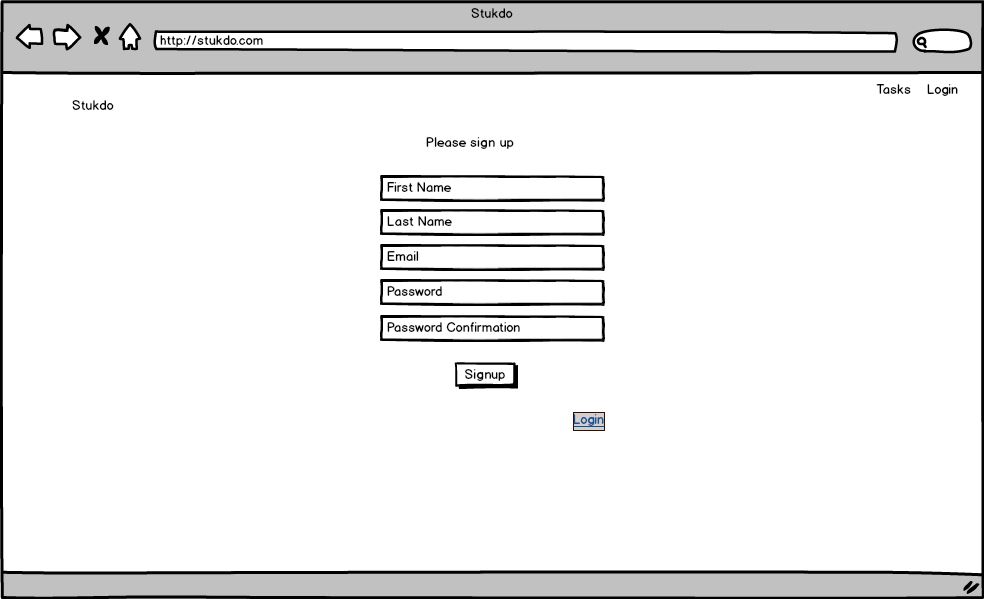 Stukdo
http://stukdo.com
Tasks Login
Stukdo
Please sign up
First Name
Last Name
Email
Password
Password Confirmation
Signup
Login